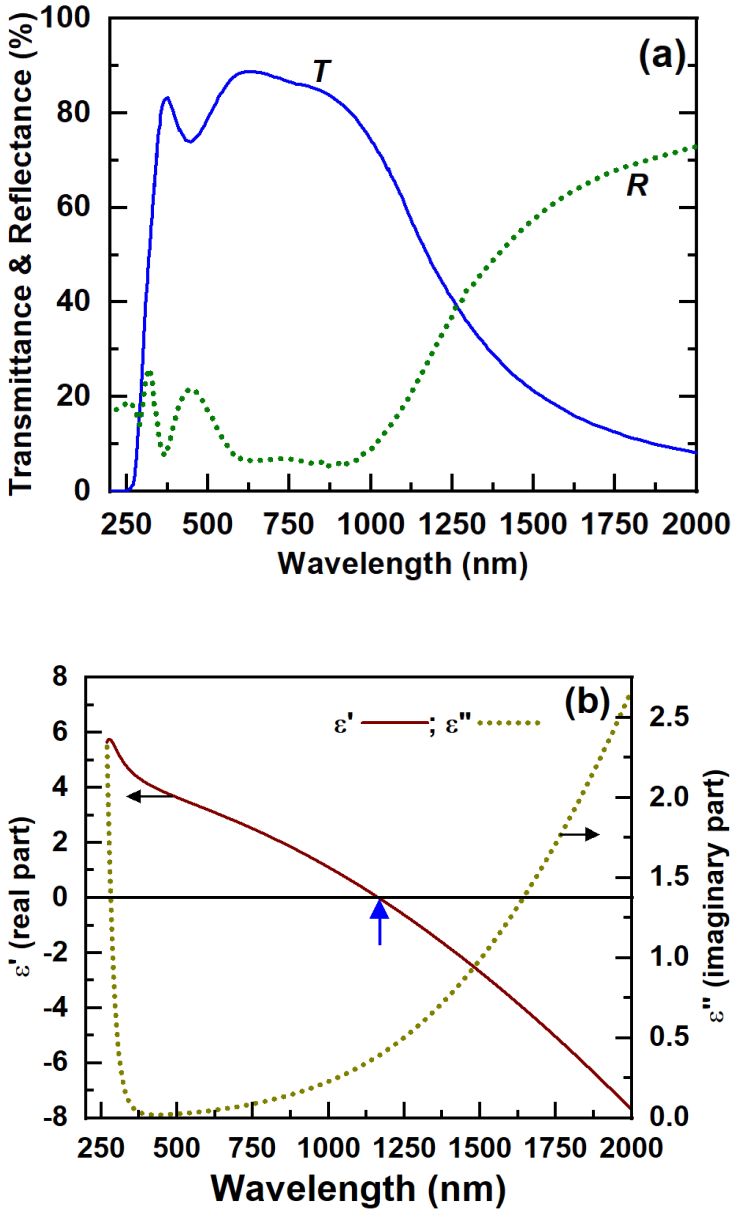 Transmittance & Reflectance (%)
100
80
60
40
20
0
(a)
T
R
250 500 750 1000 1250 1500 1750 2000
Wavelength (nm)
ε' (real part)
8
6
4
2
0
-2
-4
-6
-8
(b)
ε' ; ε"
2.5
2.0
1.5
1.0
0.5
0.0
ε" (imaginary part)
250 500 750 1000 1250 1500 1750 2000
Wavelength (nm)